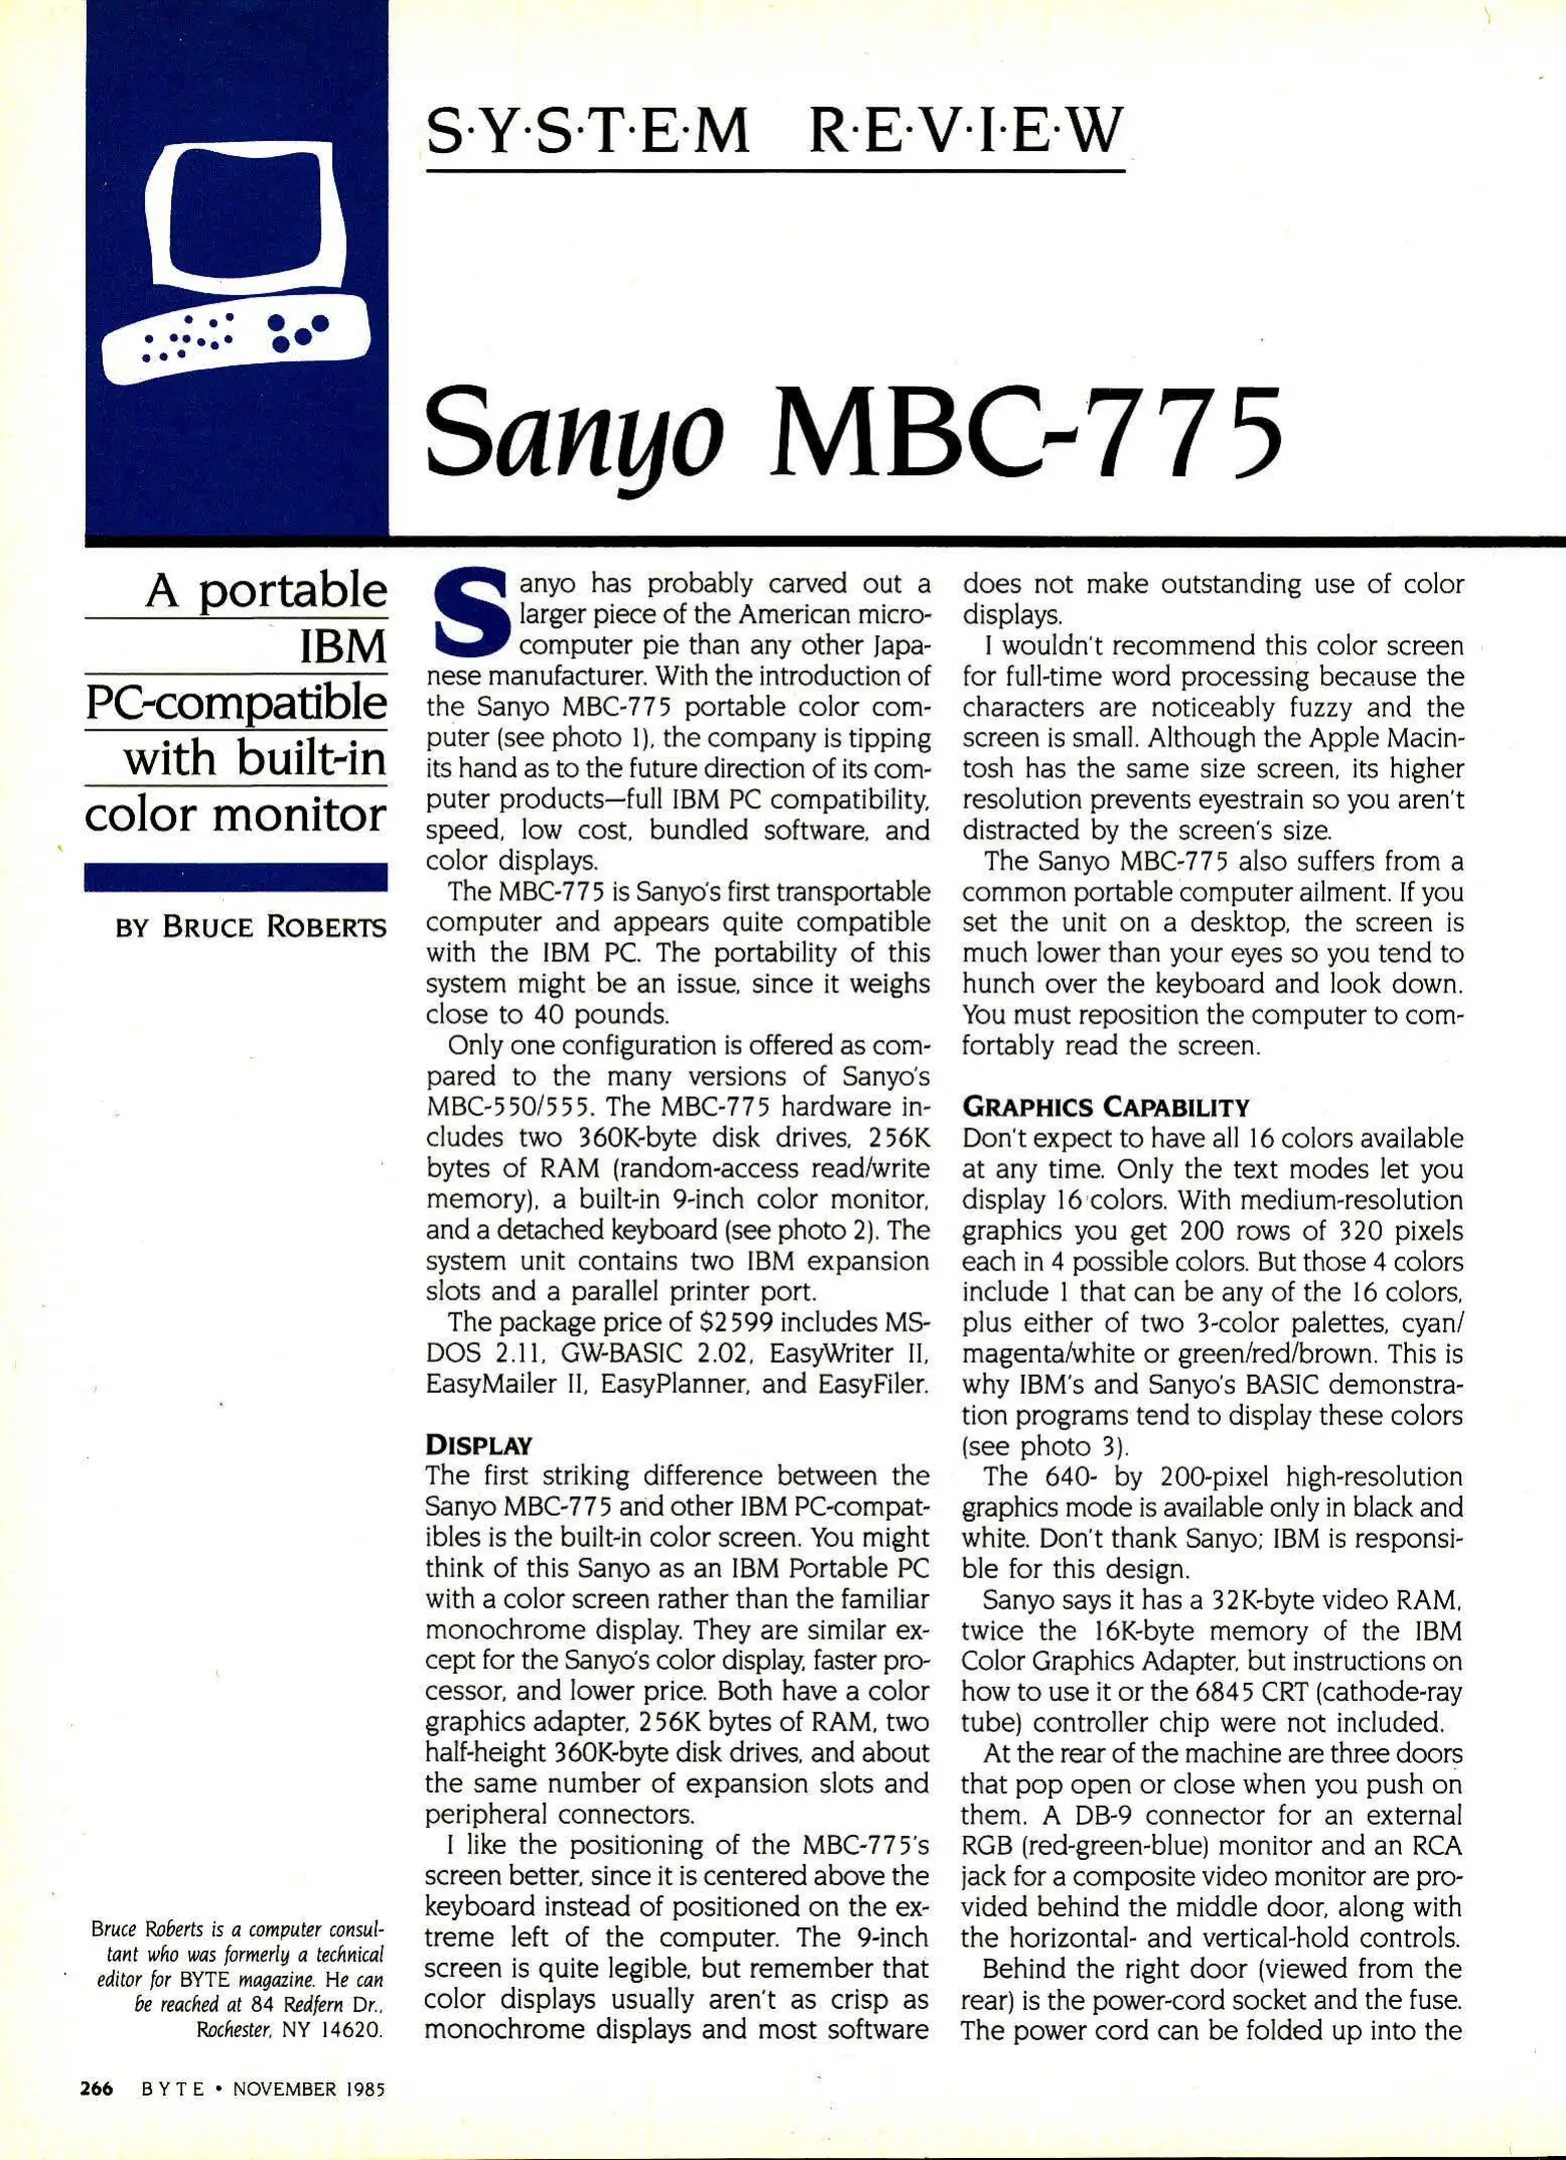 S·Y·S·T·E·M R·E·V·I·E·W
Sanyo MBC-775
A portable
IBM
PC-compatible
with built-in
color monitor
BY BRUCE ROBERTS
Sanyo has probably carved out a
larger piece of the American micro-
computer pie than any other Japa-
nese manufacturer. With the introduction of
the Sanyo MBC-775 portable color com-
puter (see photo 1), the company is tipping
its hand as to the future direction of its com-
puter products—full IBM PC compatibility,
speed, low cost, bundled software, and
color displays.
The MBC-775 is Sanyo's first transportable
computer and appears quite compatible
with the IBM PC. The portability of this
system might be an issue, since it weighs
close to 40 pounds.
Only one configuration is offered as com-
pared to the many versions of Sanyo's
MBC-550/555. The MBC-775 hardware in-
cludes two 360K-byte disk drives, 256K
bytes of RAM (random-access read/write
memory), a built-in 9-inch color monitor,
and a detached keyboard (see photo 2). The
system unit contains two IBM expansion
slots and a parallel printer port.
The package price of $2599 includes MS-
DOS 2.11, GW-BASIC 2.02, EasyWriter II,
EasyMailer II, EasyPlanner, and EasyFiler.
DISPLAY
The first striking difference between the
Sanyo MBC-775 and other IBM PC-compat-
ibles is the built-in color screen. You might
think of this Sanyo as an IBM Portable PC
with a color screen rather than the familiar
monochrome display. They are similar ex-
cept for the Sanyo's color display, faster pro-
cessor, and lower price. Both have a color
graphics adapter, 256K bytes of RAM, two
half-height 360K-byte disk drives, and about
the same number of expansion slots and
peripheral connectors.
I like the positioning of the MBC-775's
screen better, since it is centered above the
keyboard instead of positioned on the ex-
treme left of the computer. The 9-inch
screen is quite legible, but remember that
color displays usually aren't as crisp as
monochrome displays and most software
does not make outstanding use of color
displays.
I wouldn't recommend this color screen
for full-time word processing because the
characters are noticeably fuzzy and the
screen is small. Although the Apple Macin-
tosh has the same size screen, its higher
resolution prevents eyestrain so you aren't
distracted by the screen's size.
The Sanyo MBC-775 also suffers from a
common portable computer ailment. If you
set the unit on a desktop, the screen is
much lower than your eyes so you tend to
hunch over the keyboard and look down.
You must reposition the computer to com-
fortably read the screen.
GRAPHICS CAPABILITY
Don't expect to have all 16 colors available
at any time. Only the text modes let you
display 16 colors. With medium-resolution
graphics you get 200 rows of 320 pixels
each in 4 possible colors. But those 4 colors
include 1 that can be any of the 16 colors,
plus either of two 3-color palettes, cyan/
magenta/white or green/red/brown. This is
why IBM's and Sanyo's BASIC demonstra-
tion programs tend to display these colors
(see photo 3).
The 640- by 200-pixel high-resolution
graphics mode is available only in black and
white. Don't thank Sanyo; IBM is responsi-
ble for this design.
Sanyo says it has a 32K-byte video RAM,
twice the 16K-byte memory of the IBM
Color Graphics Adapter, but instructions on
how to use it or the 6845 CRT (cathode-ray
tube) controller chip were not included.
At the rear of the machine are three doors
that pop open or close when you push on
them. A DB-9 connector for an external
RGB (red-green-blue) monitor and an RCA
jack for a composite video monitor are pro-
vided behind the middle door, along with
the horizontal- and vertical-hold controls.
Behind the right door (viewed from the
rear) is the power-cord socket and the fuse.
The power cord can be folded up into the
Bruce Roberts is a computer consul-
tant who was formerly a technical
editor for BYTE magazine. He can
be reached at 84 Redfern Dr.,
Rochester, NY 14620.
266 BYTE • NOVEMBER 1985